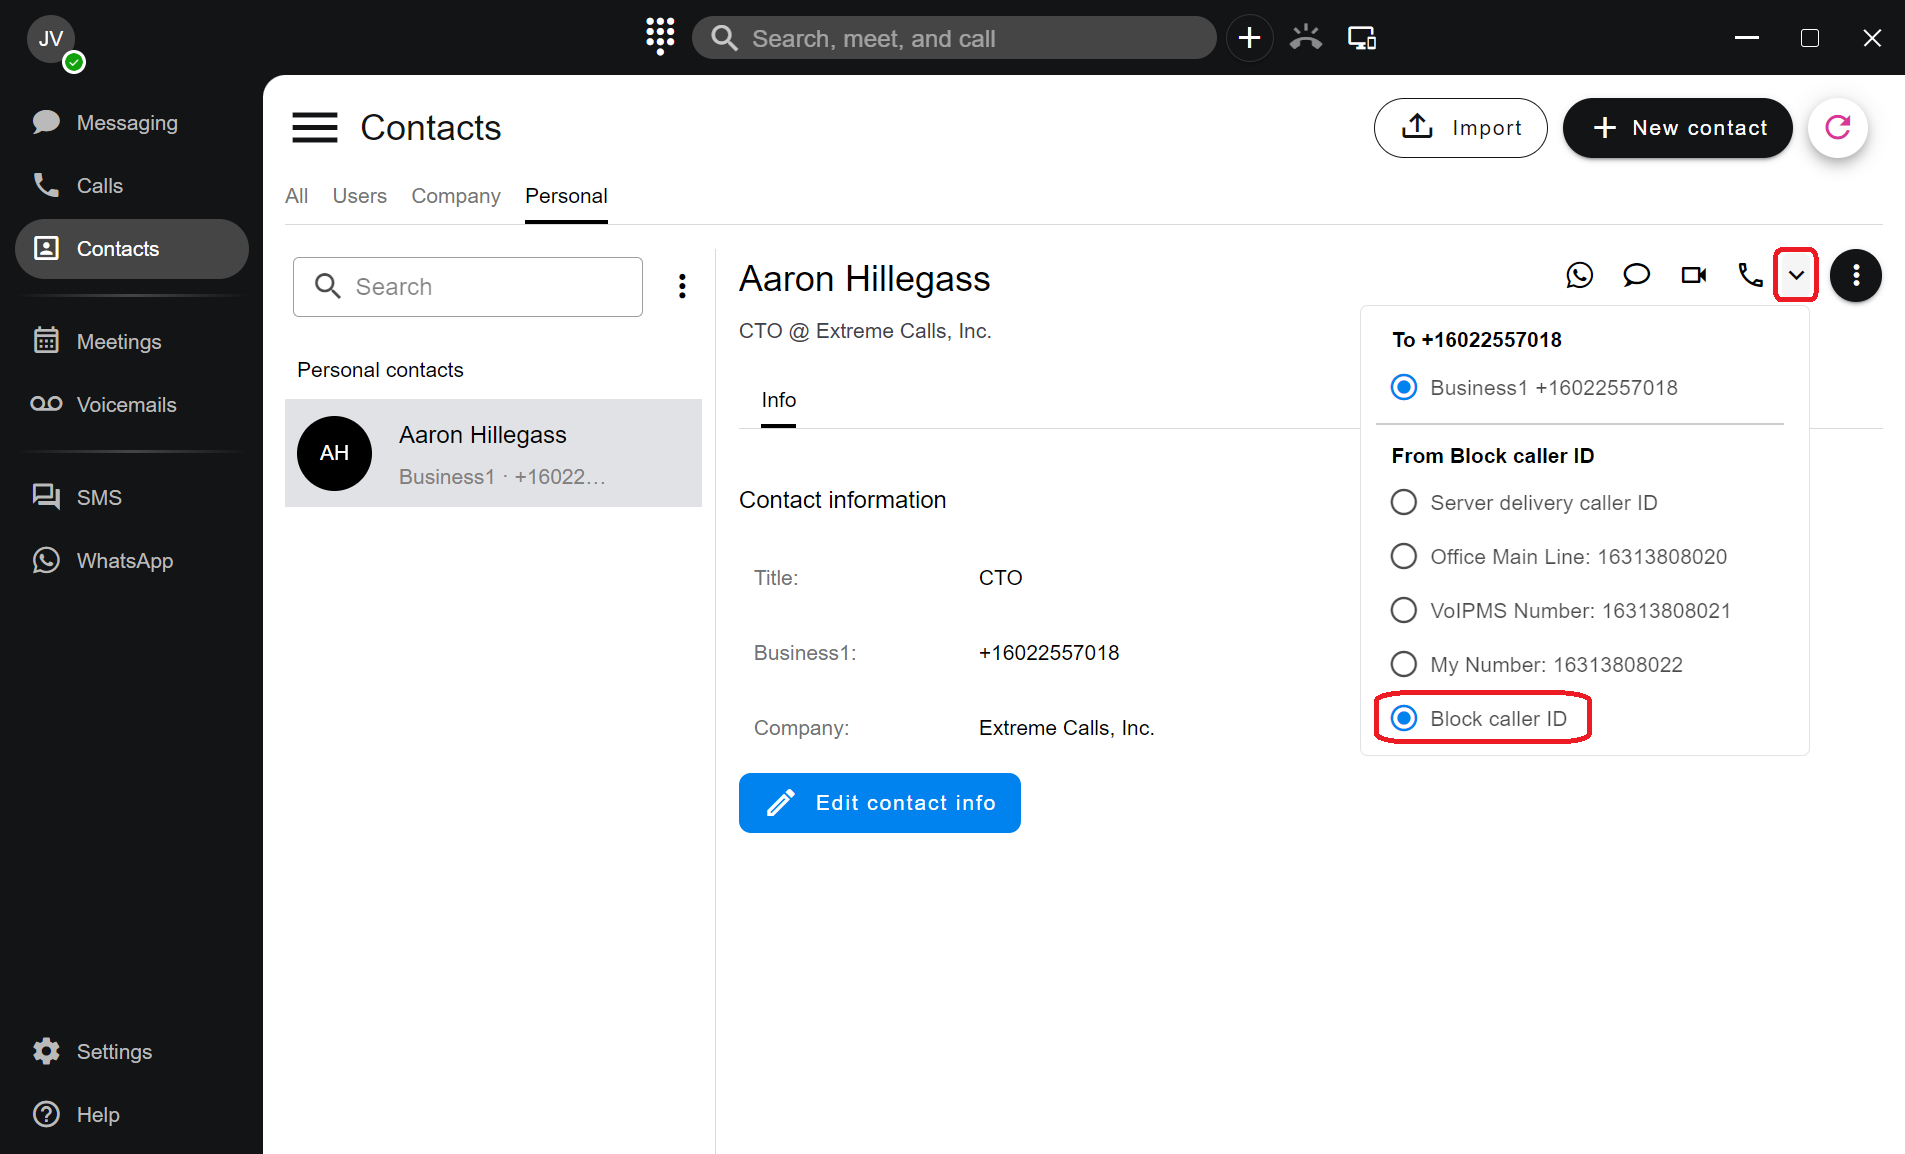 JV
Search, meet, and call
Messaging
Calls
Contacts
Meetings
Voicemails
SMS
WhatsApp
Settings
Help
Contacts
Import
New contact
All Users Company Personal
Search
Personal contacts
AH
Aaron Hillegass
Business1 · +16022…
Aaron Hillegass
CTO @ Extreme Calls, Inc.
Info
Contact information
Title: CTO
Business1: +16022557018
Company: Extreme Calls, Inc.
Edit contact info
To +16022557018
Business1 +16022557018
From Block caller ID
Server delivery caller ID
Office Main Line: 16313808020
VoIPMS Number: 16313808021
My Number: 16313808022
Block caller ID